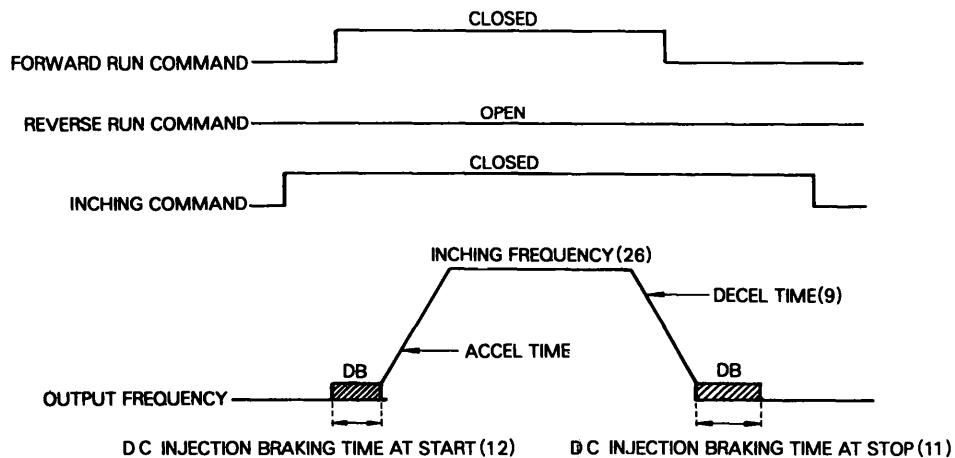 CLOSED
FORWARD RUN COMMAND
OPEN
REVERSE RUN COMMAND
CLOSED
INCHING COMMAND
INCHING FREQUENCY (26)
DECEL TIME (9)
ACCEL TIME
DB
DB
OUTPUT FREQUENCY
DC INJECTION BRAKING TIME AT START (12)
DC INJECTION BRAKING TIME AT STOP (11)